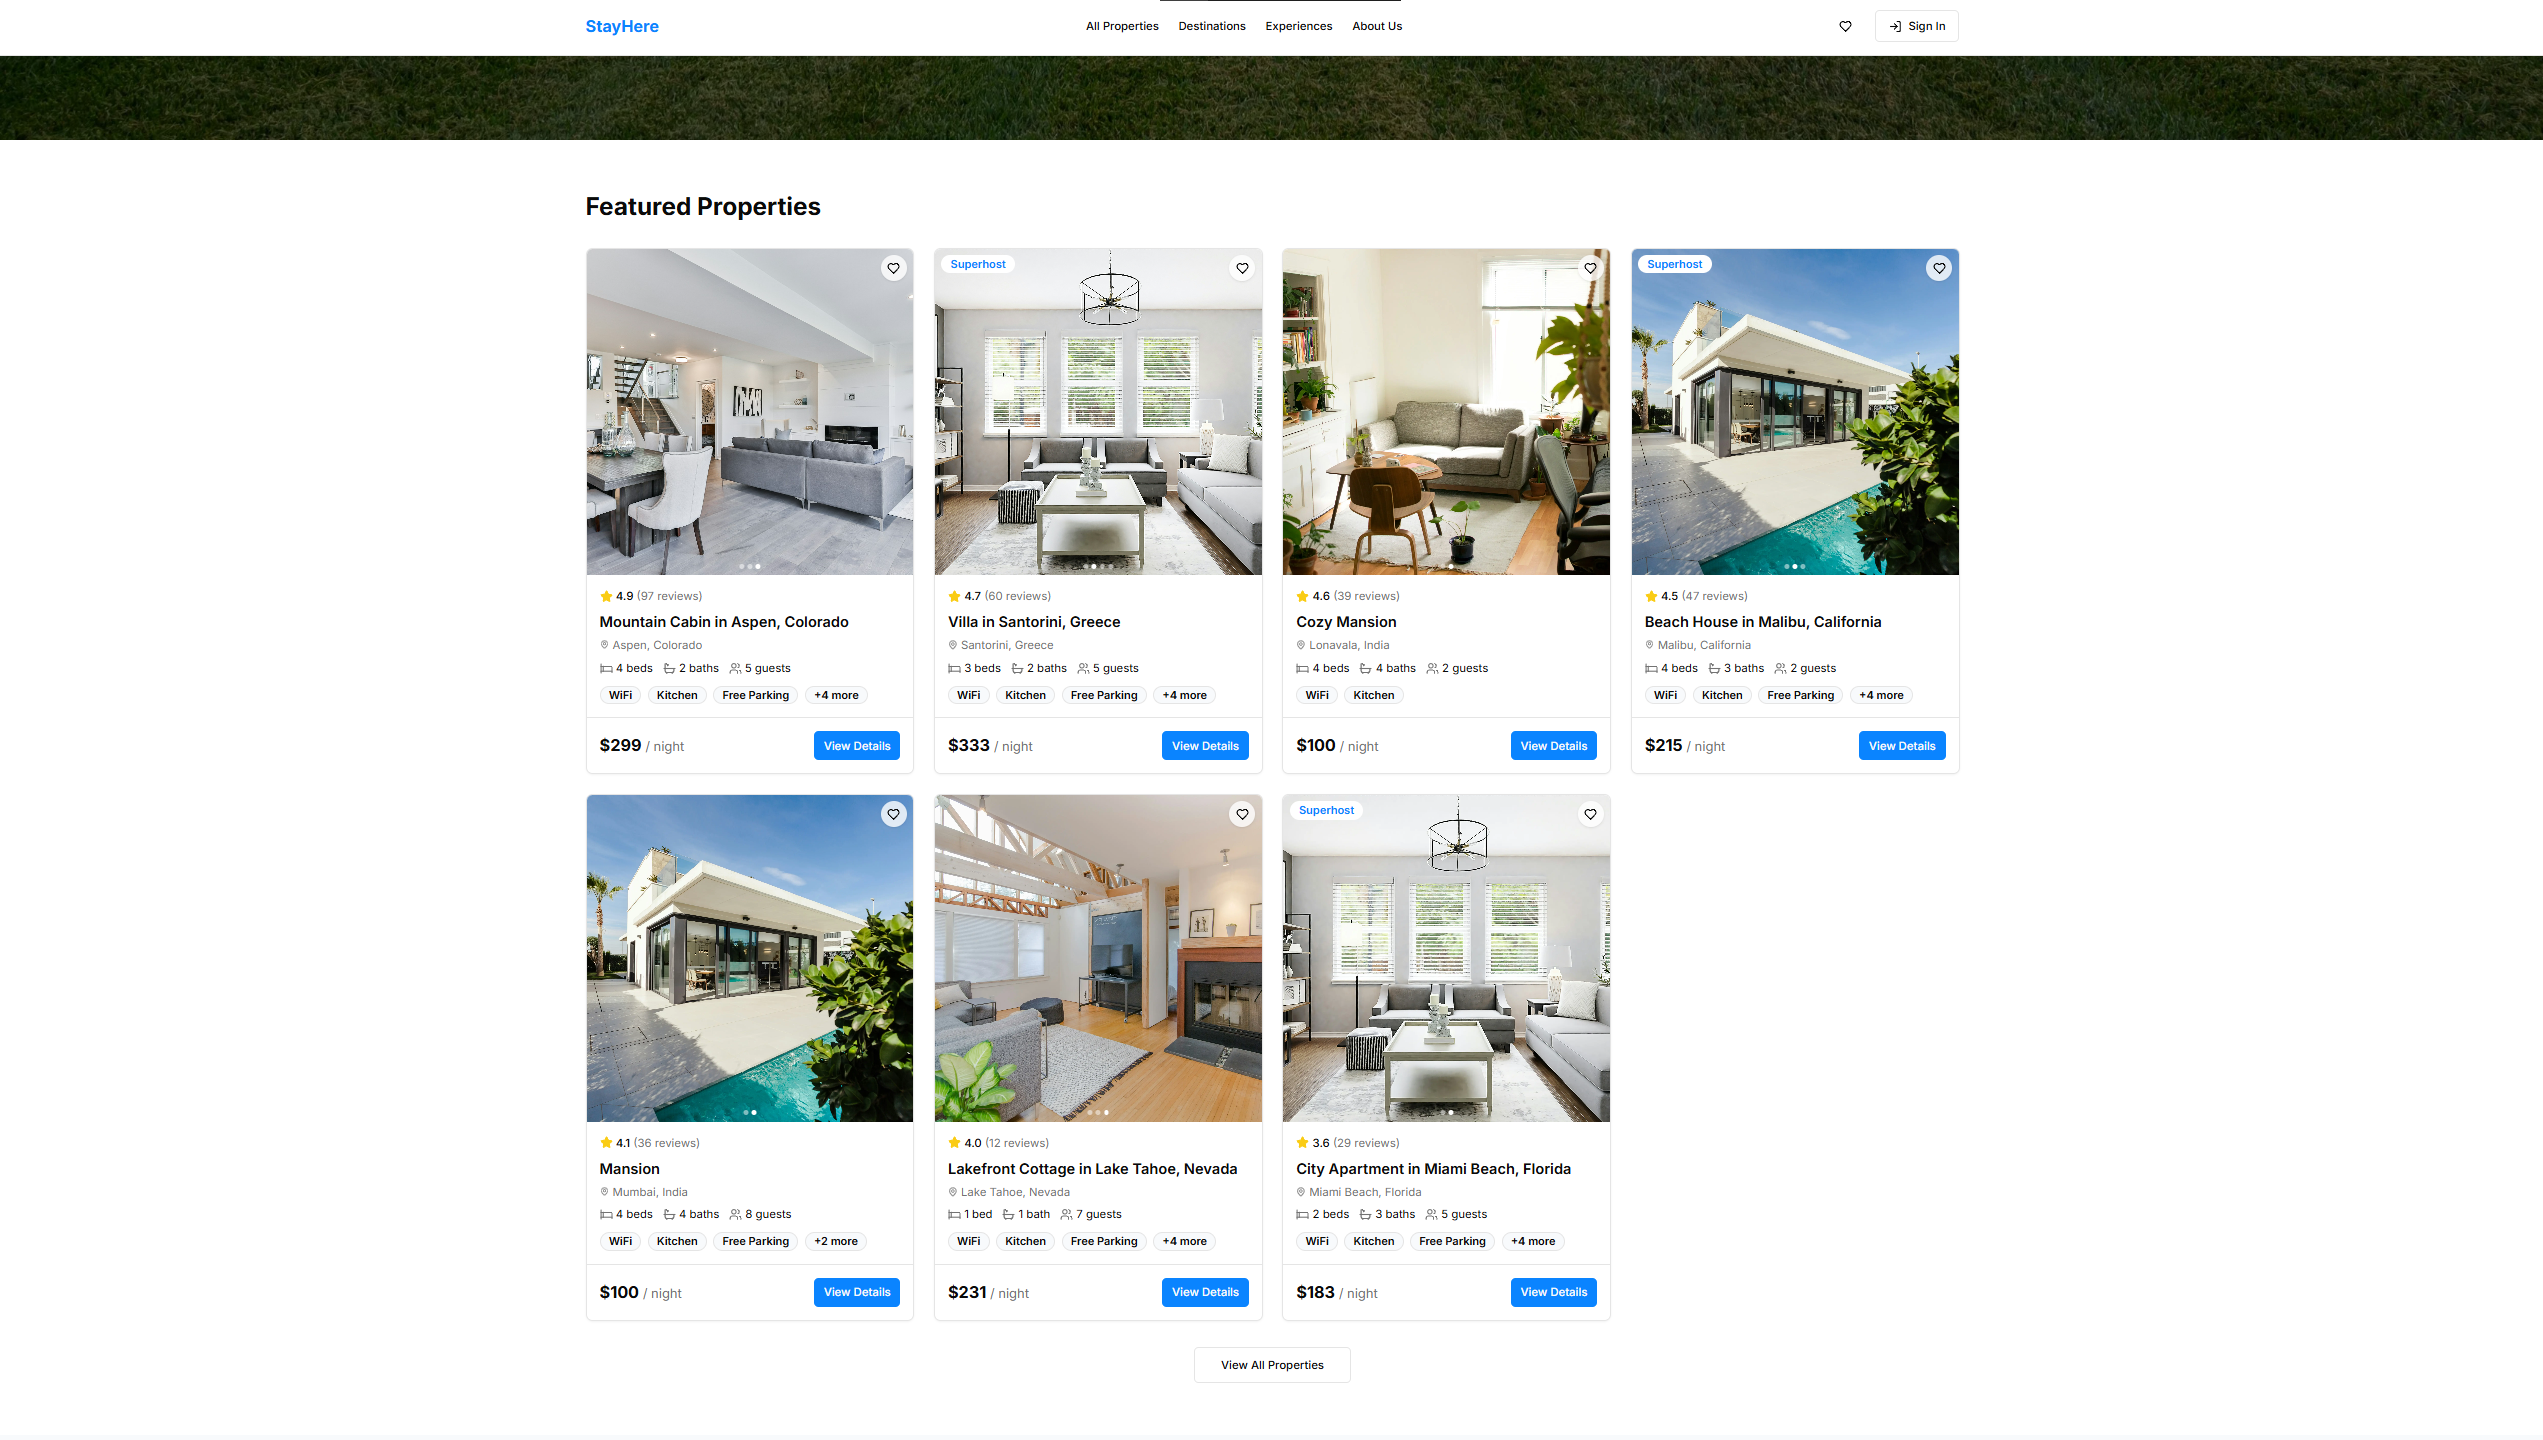 StayHere
All Properties Destinations Experiences About Us
Sign In
Featured Properties
4.9 (97 reviews)
Mountain Cabin in Aspen, Colorado
Aspen, Colorado
4 beds 2 baths 5 guests
WiFi Kitchen Free Parking +4 more
$299 / night View Details
Superhost
4.7 (60 reviews)
Villa in Santorini, Greece
Santorini, Greece
3 beds 2 baths 5 guests
WiFi Kitchen Free Parking +4 more
$333 / night View Details
4.6 (39 reviews)
Cozy Mansion
Lonavala, India
4 beds 4 baths 2 guests
WiFi Kitchen
$100 / night View Details
Superhost
4.5 (47 reviews)
Beach House in Malibu, California
Malibu, California
4 beds 3 baths 2 guests
WiFi Kitchen Free Parking +4 more
$215 / night View Details
4.1 (36 reviews)
Mansion
Mumbai, India
4 beds 4 baths 8 guests
WiFi Kitchen Free Parking +2 more
$100 / night View Details
4.0 (12 reviews)
Lakefront Cottage in Lake Tahoe, Nevada
Lake Tahoe, Nevada
1 bed 1 bath 7 guests
WiFi Kitchen Free Parking +4 more
$231 / night View Details
Superhost
3.6 (29 reviews)
City Apartment in Miami Beach, Florida
Miami Beach, Florida
2 beds 3 baths 5 guests
WiFi Kitchen Free Parking +4 more
$183 / night View Details
View All Properties